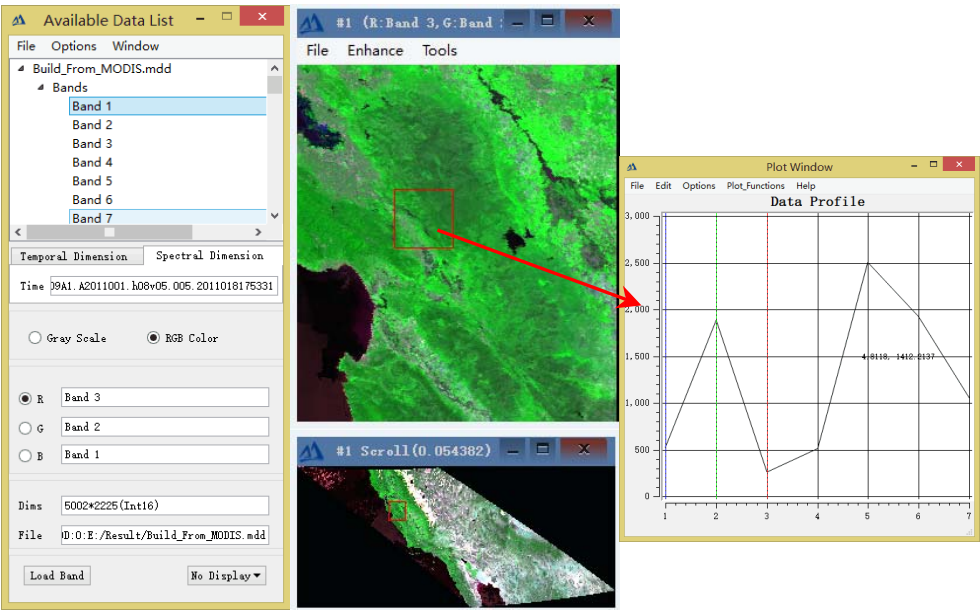 Available Data List
File Options Window
Build_From_MODIS.mdd
Bands
Band 1
Band 2
Band 3
Band 4
Band 5
Band 6
Band 7
Temporal Dimension Spectral Dimension
Time 09A1.A2011001.h08v05.005.2011018175331
Gray Scale RGB Color
R Band 3
G Band 2
B Band 1
Dims 5002*2225(Int16)
File D:O:E:/Result/Build_From_MODIS.mdd
Load Band No Display
#1 (R:Band 3,G:Band
File Enhance Tools
#1 Scroll(0.054382)
Plot Window
File Edit Options Plot_Functions Help
Data Profile
3,000
2,500
2,000
1,500
4.8118, 1412.2137
1,000
500
0
1 2 3 4 5 6 7